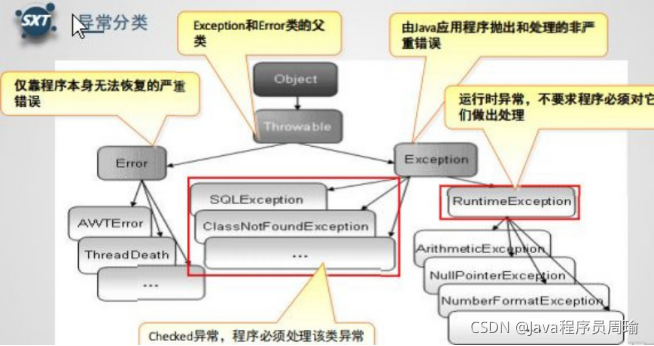 SXT
异常分类
Exception和Error类的父
类
由Java应用程序抛出和处理的非严
重错误
仅靠程序本身无法恢复的严重
错误
运行时异常，不要求程序必须对它
们做出处理
Object
Throwable
Error
Exception
SQLException
ClassNotFoundException
...
RuntimeException
AWTError
ThreadDeath
...
ArithmeticException
NullPointerException
NumberFormatException
Checked异常，程序必须处理该类异常
CSDN @Java程序员周瑜